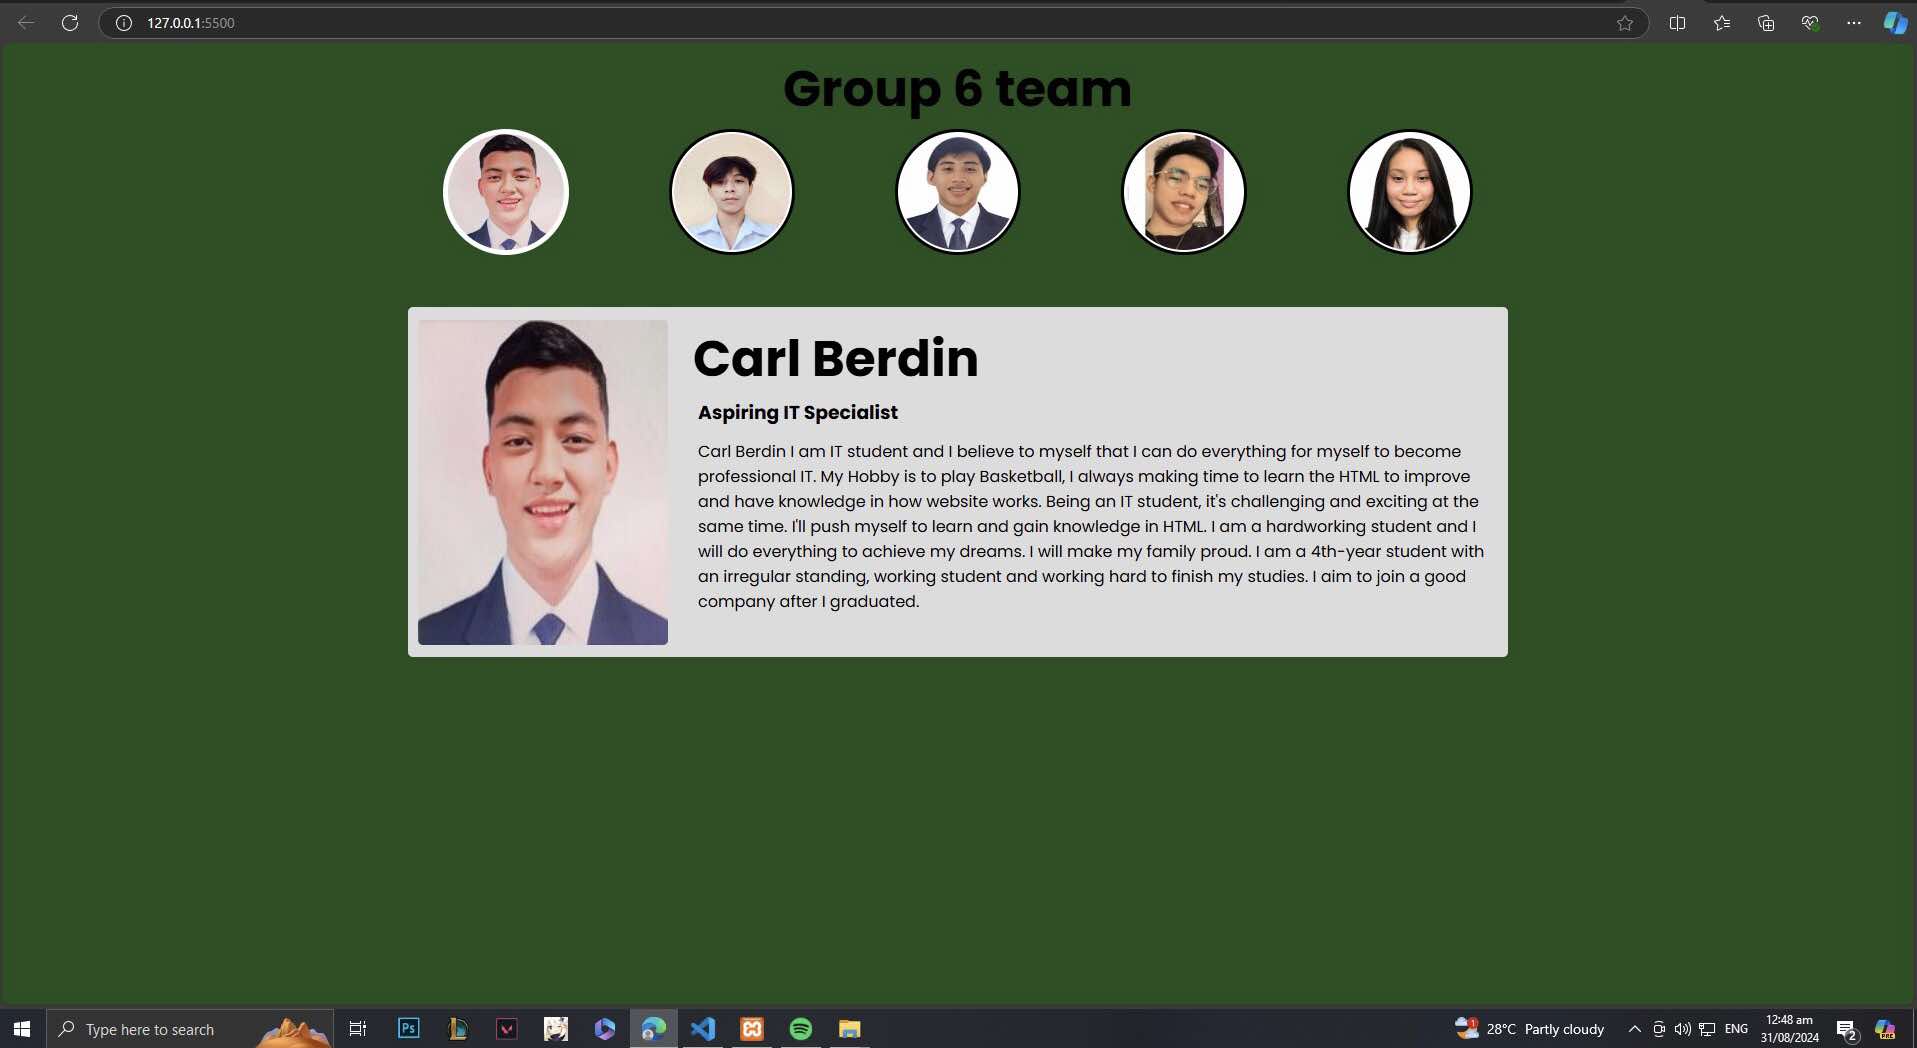 127.0.0.1:5500
Group 6 team
Carl Berdin
Aspiring IT Specialist
Carl Berdin I am IT student and I believe to myself that I can do everything for myself to become
professional IT. My Hobby is to play Basketball, I always making time to learn the HTML to improve
and have knowledge in how website works. Being an IT student, it's challenging and exciting at the
same time. I'll push myself to learn and gain knowledge in HTML. I am a hardworking student and I
will do everything to achieve my dreams. I will make my family proud. I am a 4th-year student with
an irregular standing, working student and working hard to finish my studies. I aim to join a good
company after I graduated.
Type here to search
Ps
1
28°C Partly cloudy
ENG
12:48 am
31/08/2024
2
PRE